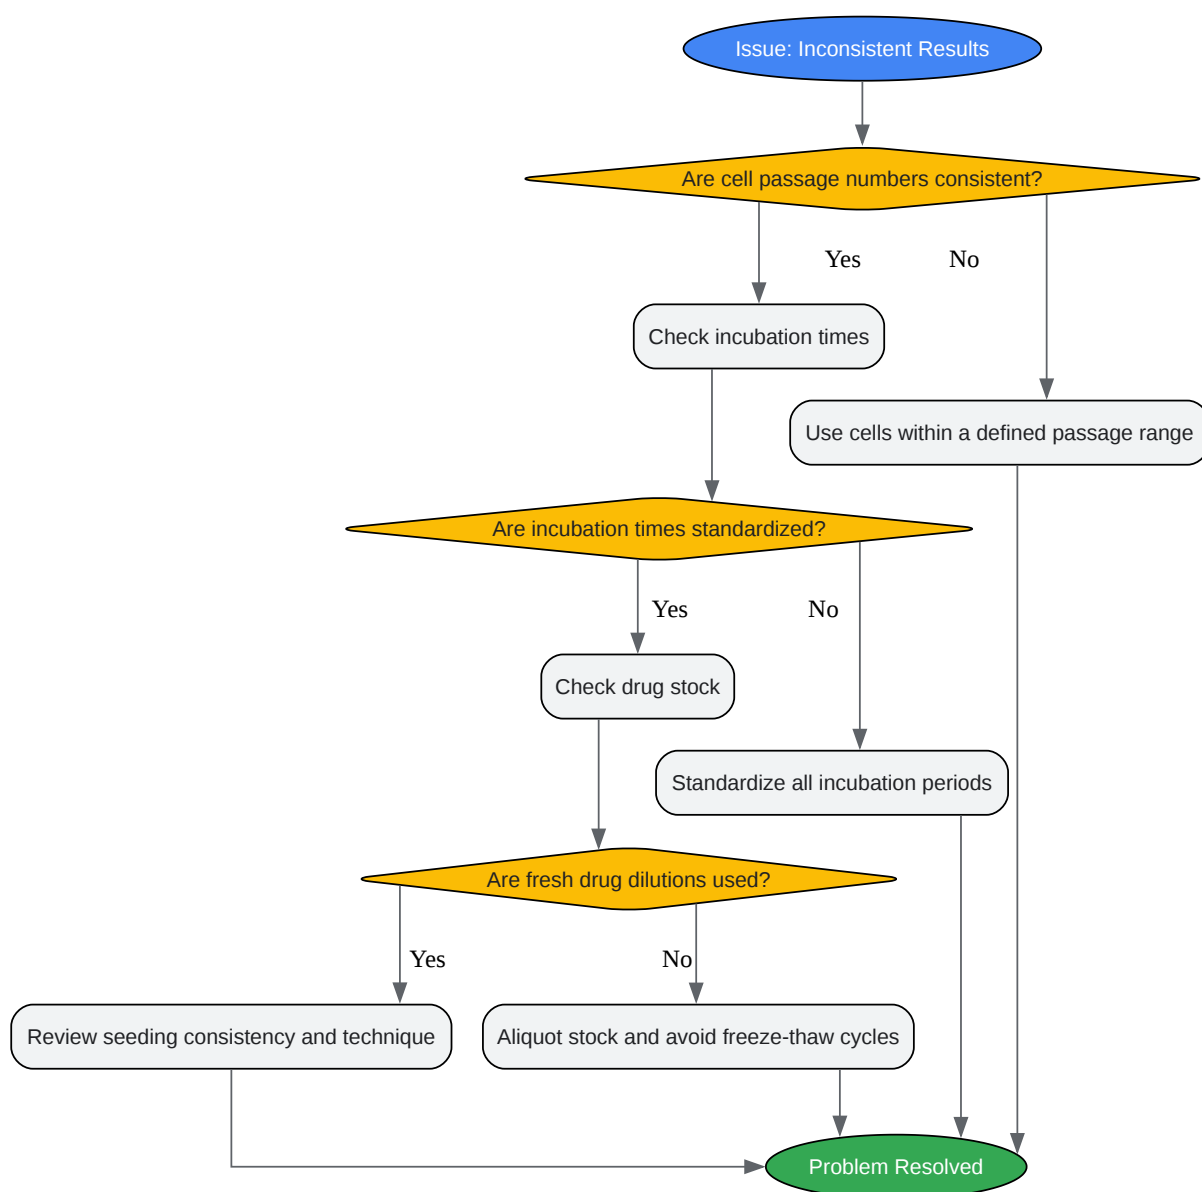 Issue: Inconsistent Results
Are cell passage numbers consistent?
Yes
No
Check incubation times
Use cells within a defined passage range
Are incubation times standardized?
Yes
No
Check drug stock
Standardize all incubation periods
Are fresh drug dilutions used?
Yes
No
Review seeding consistency and technique
Aliquot stock and avoid freeze-thaw cycles
Problem Resolved